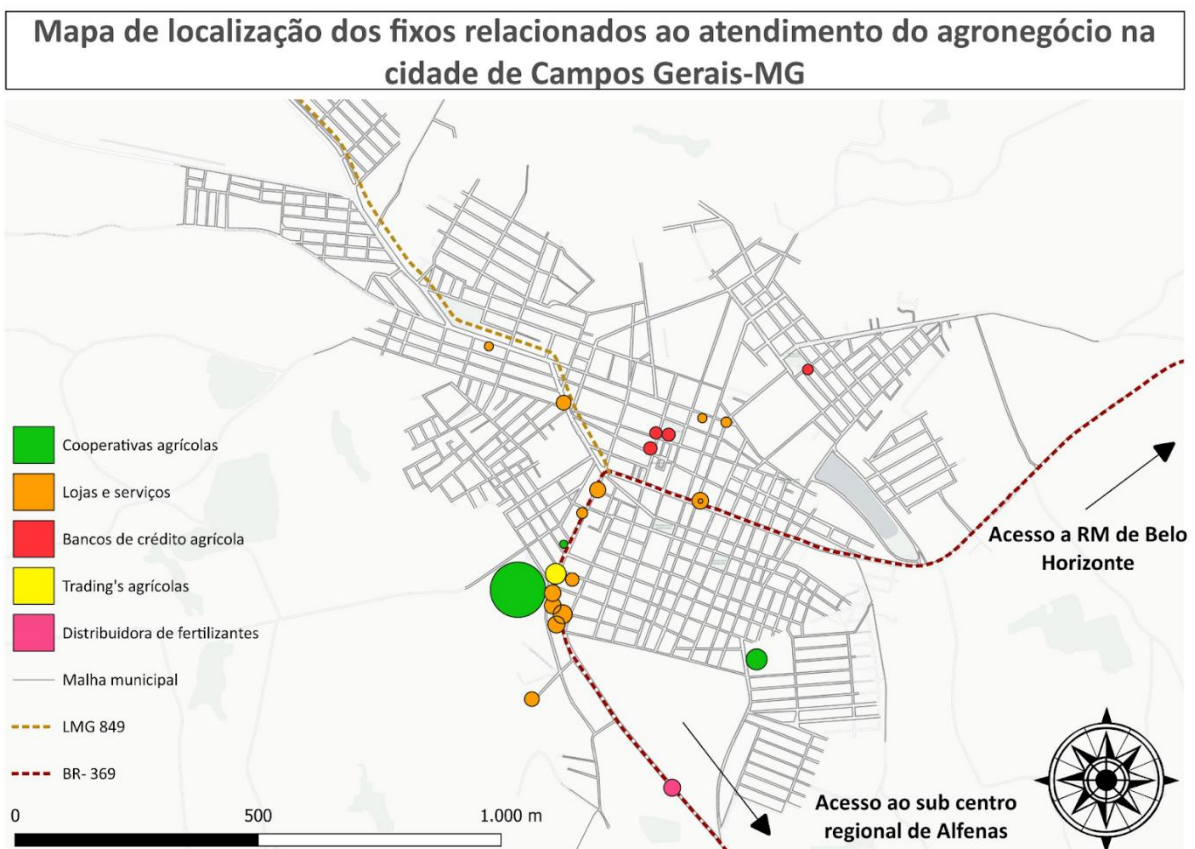 Mapa de localização dos fixos relacionados ao atendimento do agronegócio na
cidade de Campos Gerais-MG
Cooperativas agrícolas
Lojas e serviços
Bancos de crédito agrícola
Trading's agrícolas
Distribuidora de fertilizantes
Malha municipal
LMG 849
BR- 369
0 500 1.000 m
Acesso a RM de Belo
Horizonte
Acesso ao sub centro
regional de Alfenas